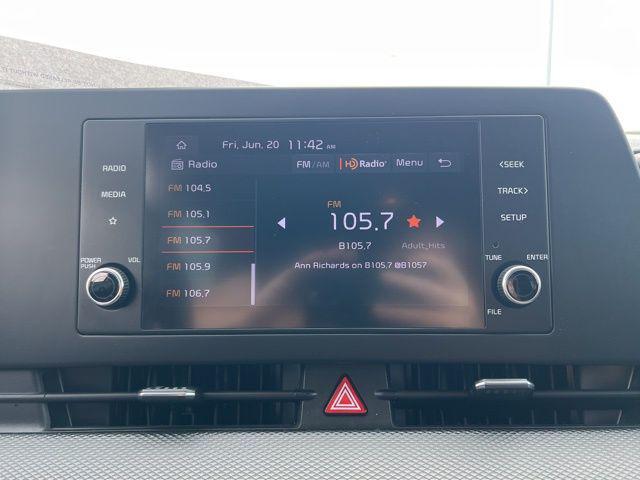 Fri, Jun, 20 11:42 AM
Radio FM/AM HD Radio® Menu
RADIO
MEDIA
POWER PUSH VOL
FM 104.5
FM 105.1
FM 105.7
FM 105.9
FM 106.7
FM
105.7
B105.7 Adult_Hits
Ann Richards on B105.7 @B1057
<SEEK
TRACK>
SETUP
TUNE ENTER
FILE